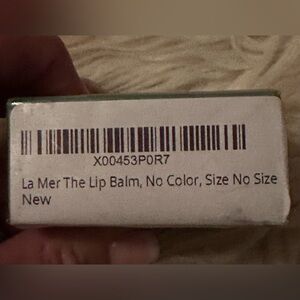 X00453P0R7
La Mer The Lip Balm, No Color, Size No Size
New